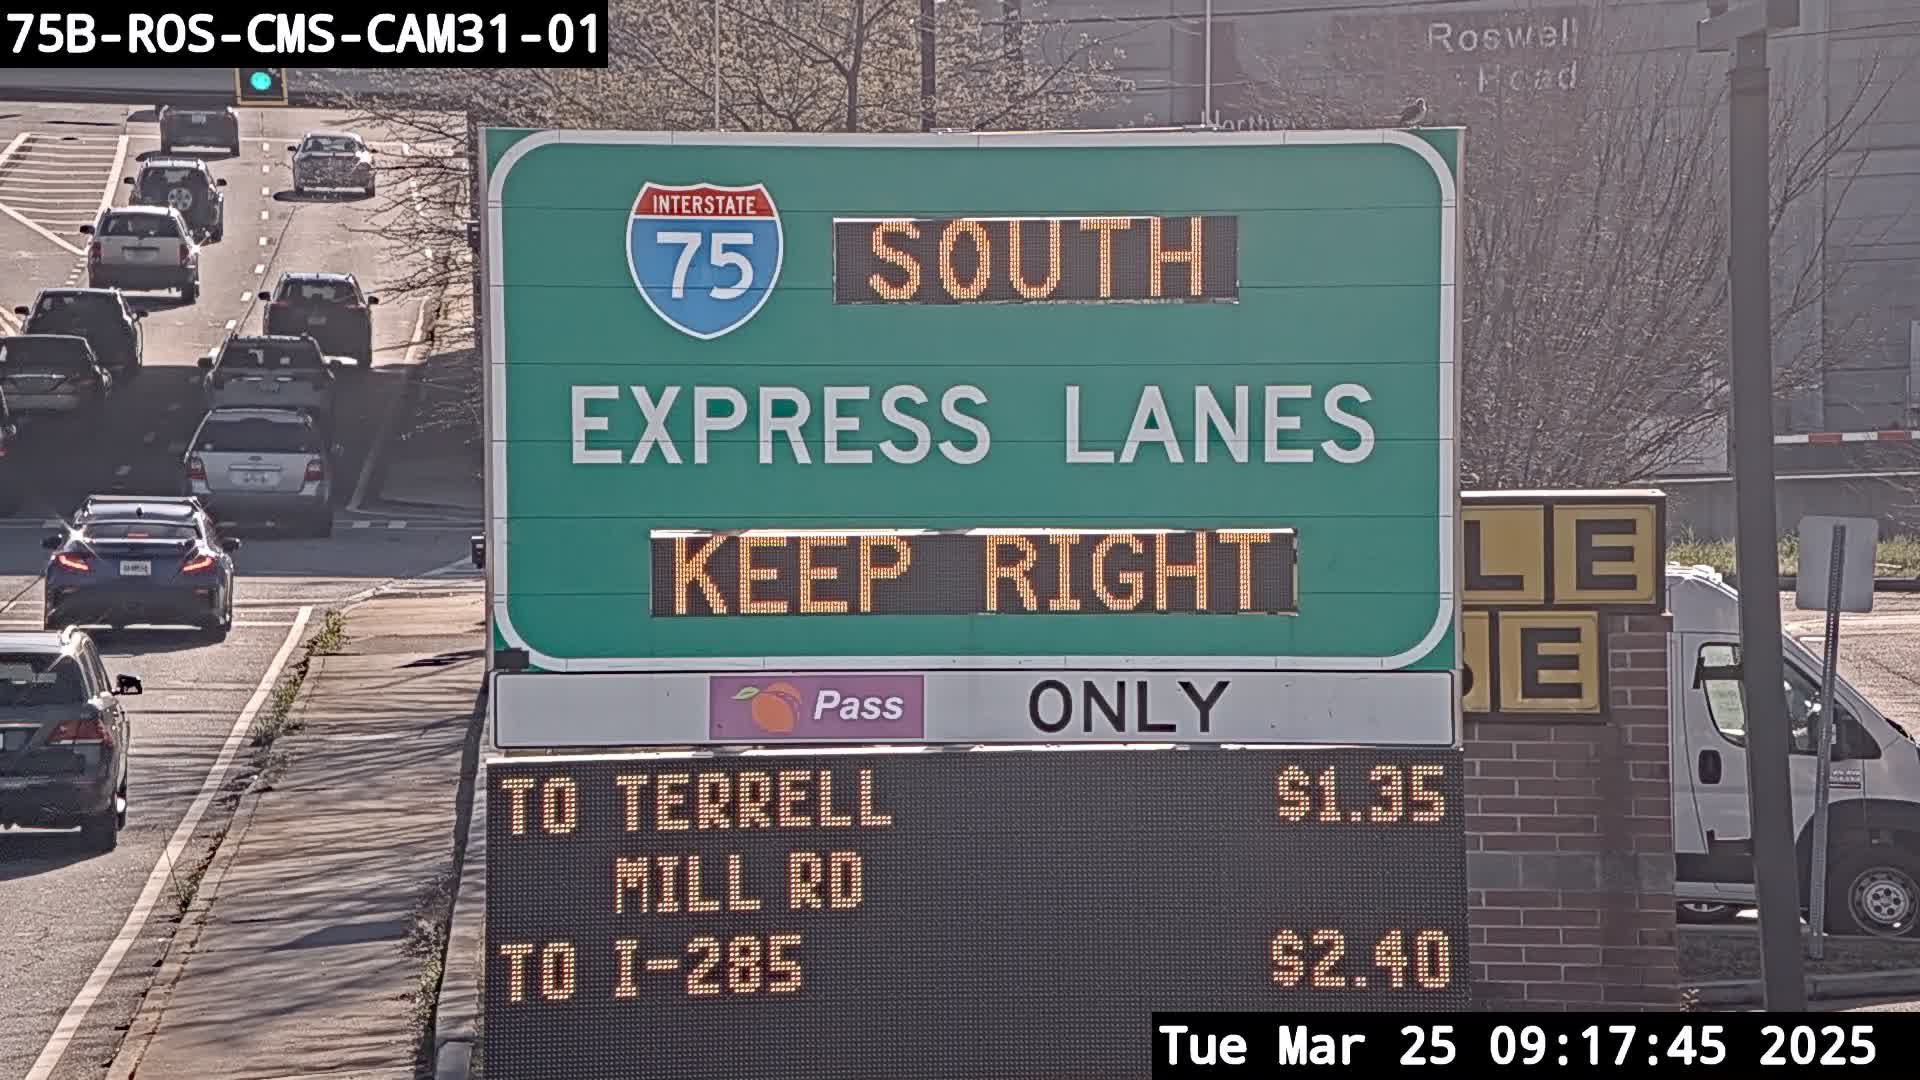 75B-ROS-CMS-CAM31-01
Roswell
Road
INTERSTATE
75
SOUTH
EXPRESS LANES
KEEP RIGHT
Pass ONLY
LE
E
TO TERRELL $1.35
MILL RD
TO I-285 $2.40
Tue Mar 25 09:17:45 2025